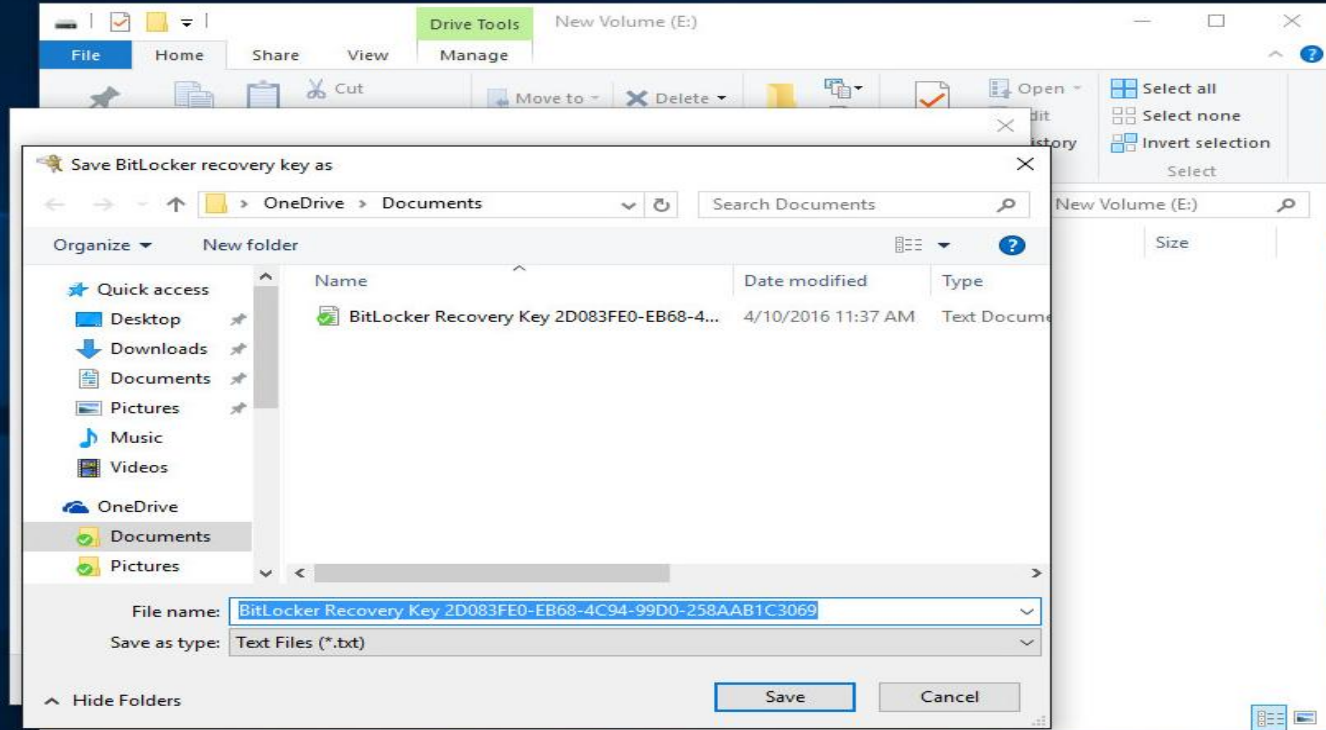 Drive Tools New Volume (E:)
File Home Share View Manage
Cut Move to Delete Open Select all
Select none
Invert selection
Select
Save BitLocker recovery key as
OneDrive > Documents Search Documents New Volume (E:)
Organize New folder Size
Name Date modified Type
Quick access
BitLocker Recovery Key 2D083FE0-EB68-4... 4/10/2016 11:37 AM Text Docume
Desktop
Downloads
Documents
Pictures
Music
Videos
OneDrive
Documents
Pictures
File name: BitLocker Recovery Key 2D083FE0-EB68-4C94-99D0-258AAB1C3069
Save as type: Text Files (*.txt)
Hide Folders Save Cancel